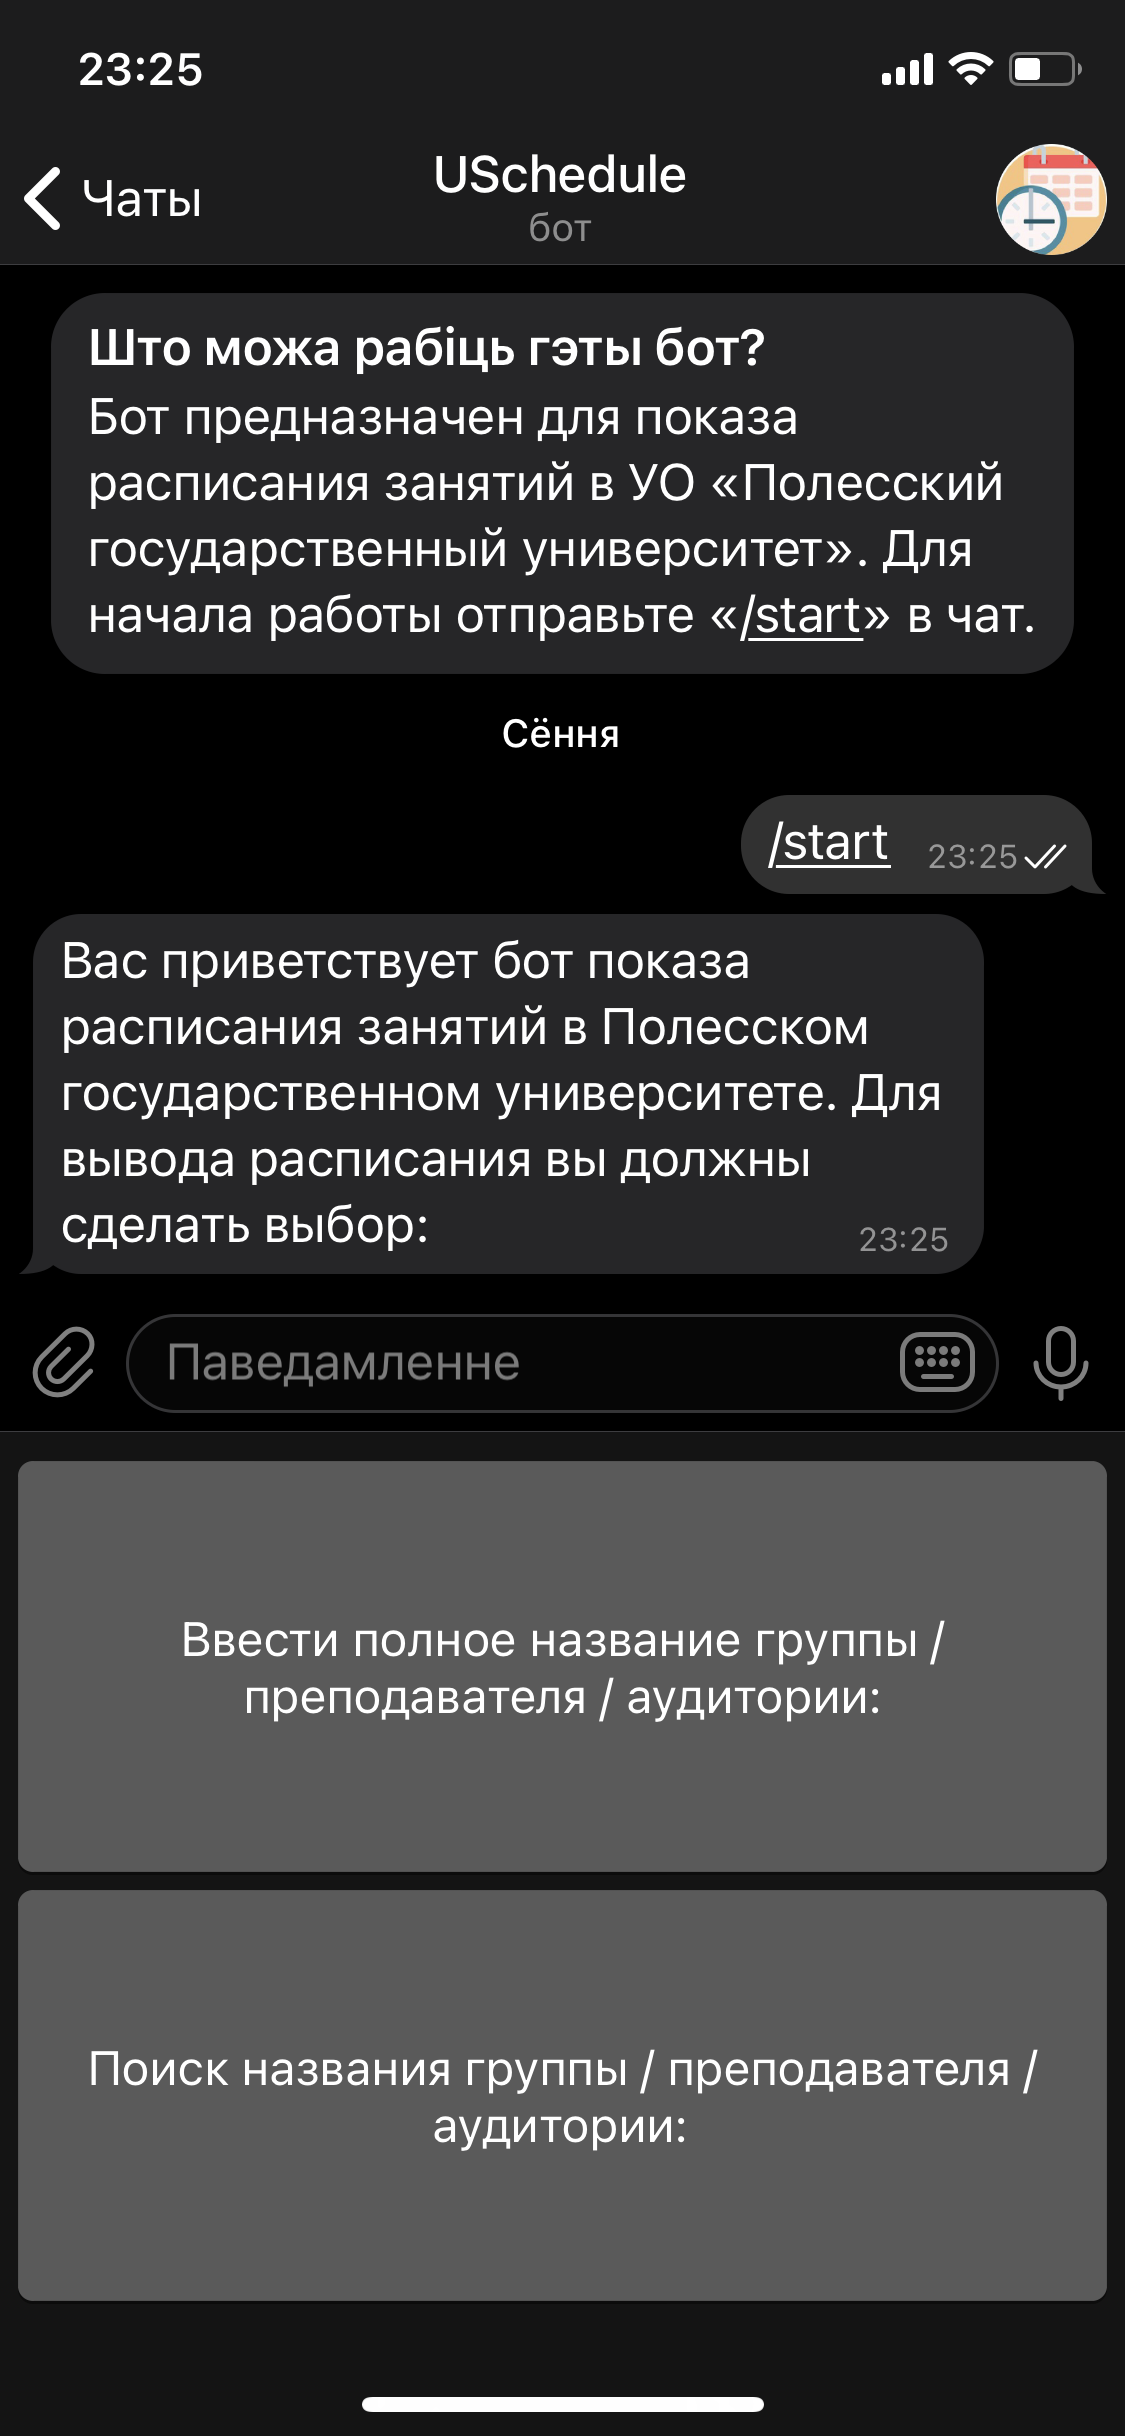 23:25
Чаты
USchedule
бот
Што можа рабіць гэты бот?
Бот предназначен для показа
расписания занятий в УО «Полесский
государственный университет». Для
начала работы отправьте «/start» в чат.
Сёння
/start 23:25
Вас приветствует бот показа
расписания занятий в Полесском
государственном университете. Для
вывода расписания вы должны
сделать выбор:
23:25
Паведамленне
Ввести полное название группы /
преподавателя / аудитории:
Поиск названия группы / преподавателя /
аудитории: